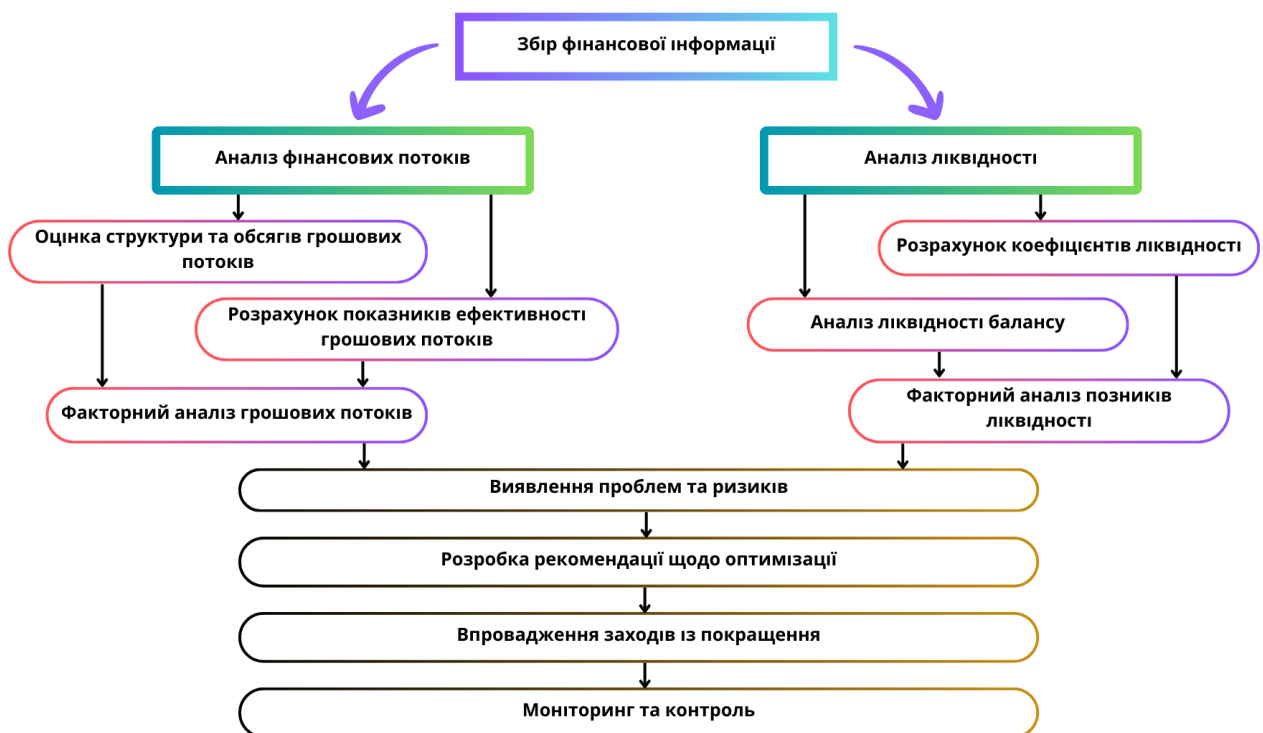 Збір фінансової інформації
Аналіз фінансових потоків
Аналіз ліквідності
Оцінка структури та обсягів грошових
потоків
Розрахунок коефіцієнтів ліквідності
Розрахунок показників ефективності
грошових потоків
Аналіз ліквідності балансу
Факторний аналіз грошових потоків
Факторний аналіз позників
ліквідності
Виявлення проблем та ризиків
Розробка рекомендації щодо оптимізації
Впровадження заходів із покращення
Моніторинг та контроль